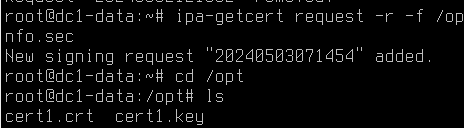 root@dc1-data:~# ipa-getcert request -r -f /op
nfo.sec
New signing request "20240503071454" added.
root@dc1-data:~# cd /opt
root@dc1-data:/opt# ls
cert1.crt  cert1.key